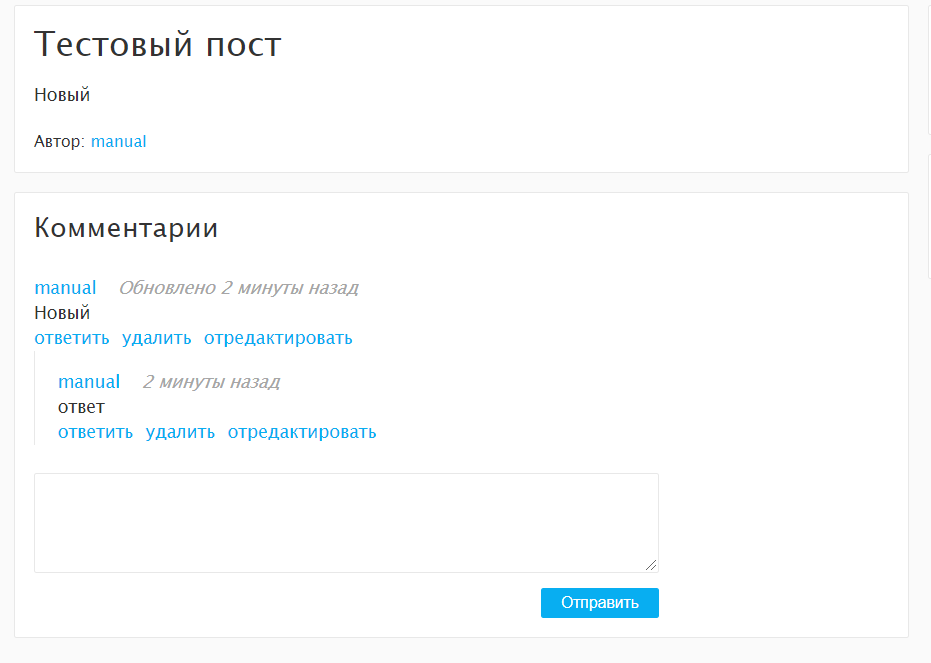 Тестовый пост
Новый
Автор: manual
Комментарии
manual Обновлено 2 минуты назад
Новый
ответить удалить отредактировать
manual 2 минуты назад
ответ
ответить удалить отредактировать
Отправить